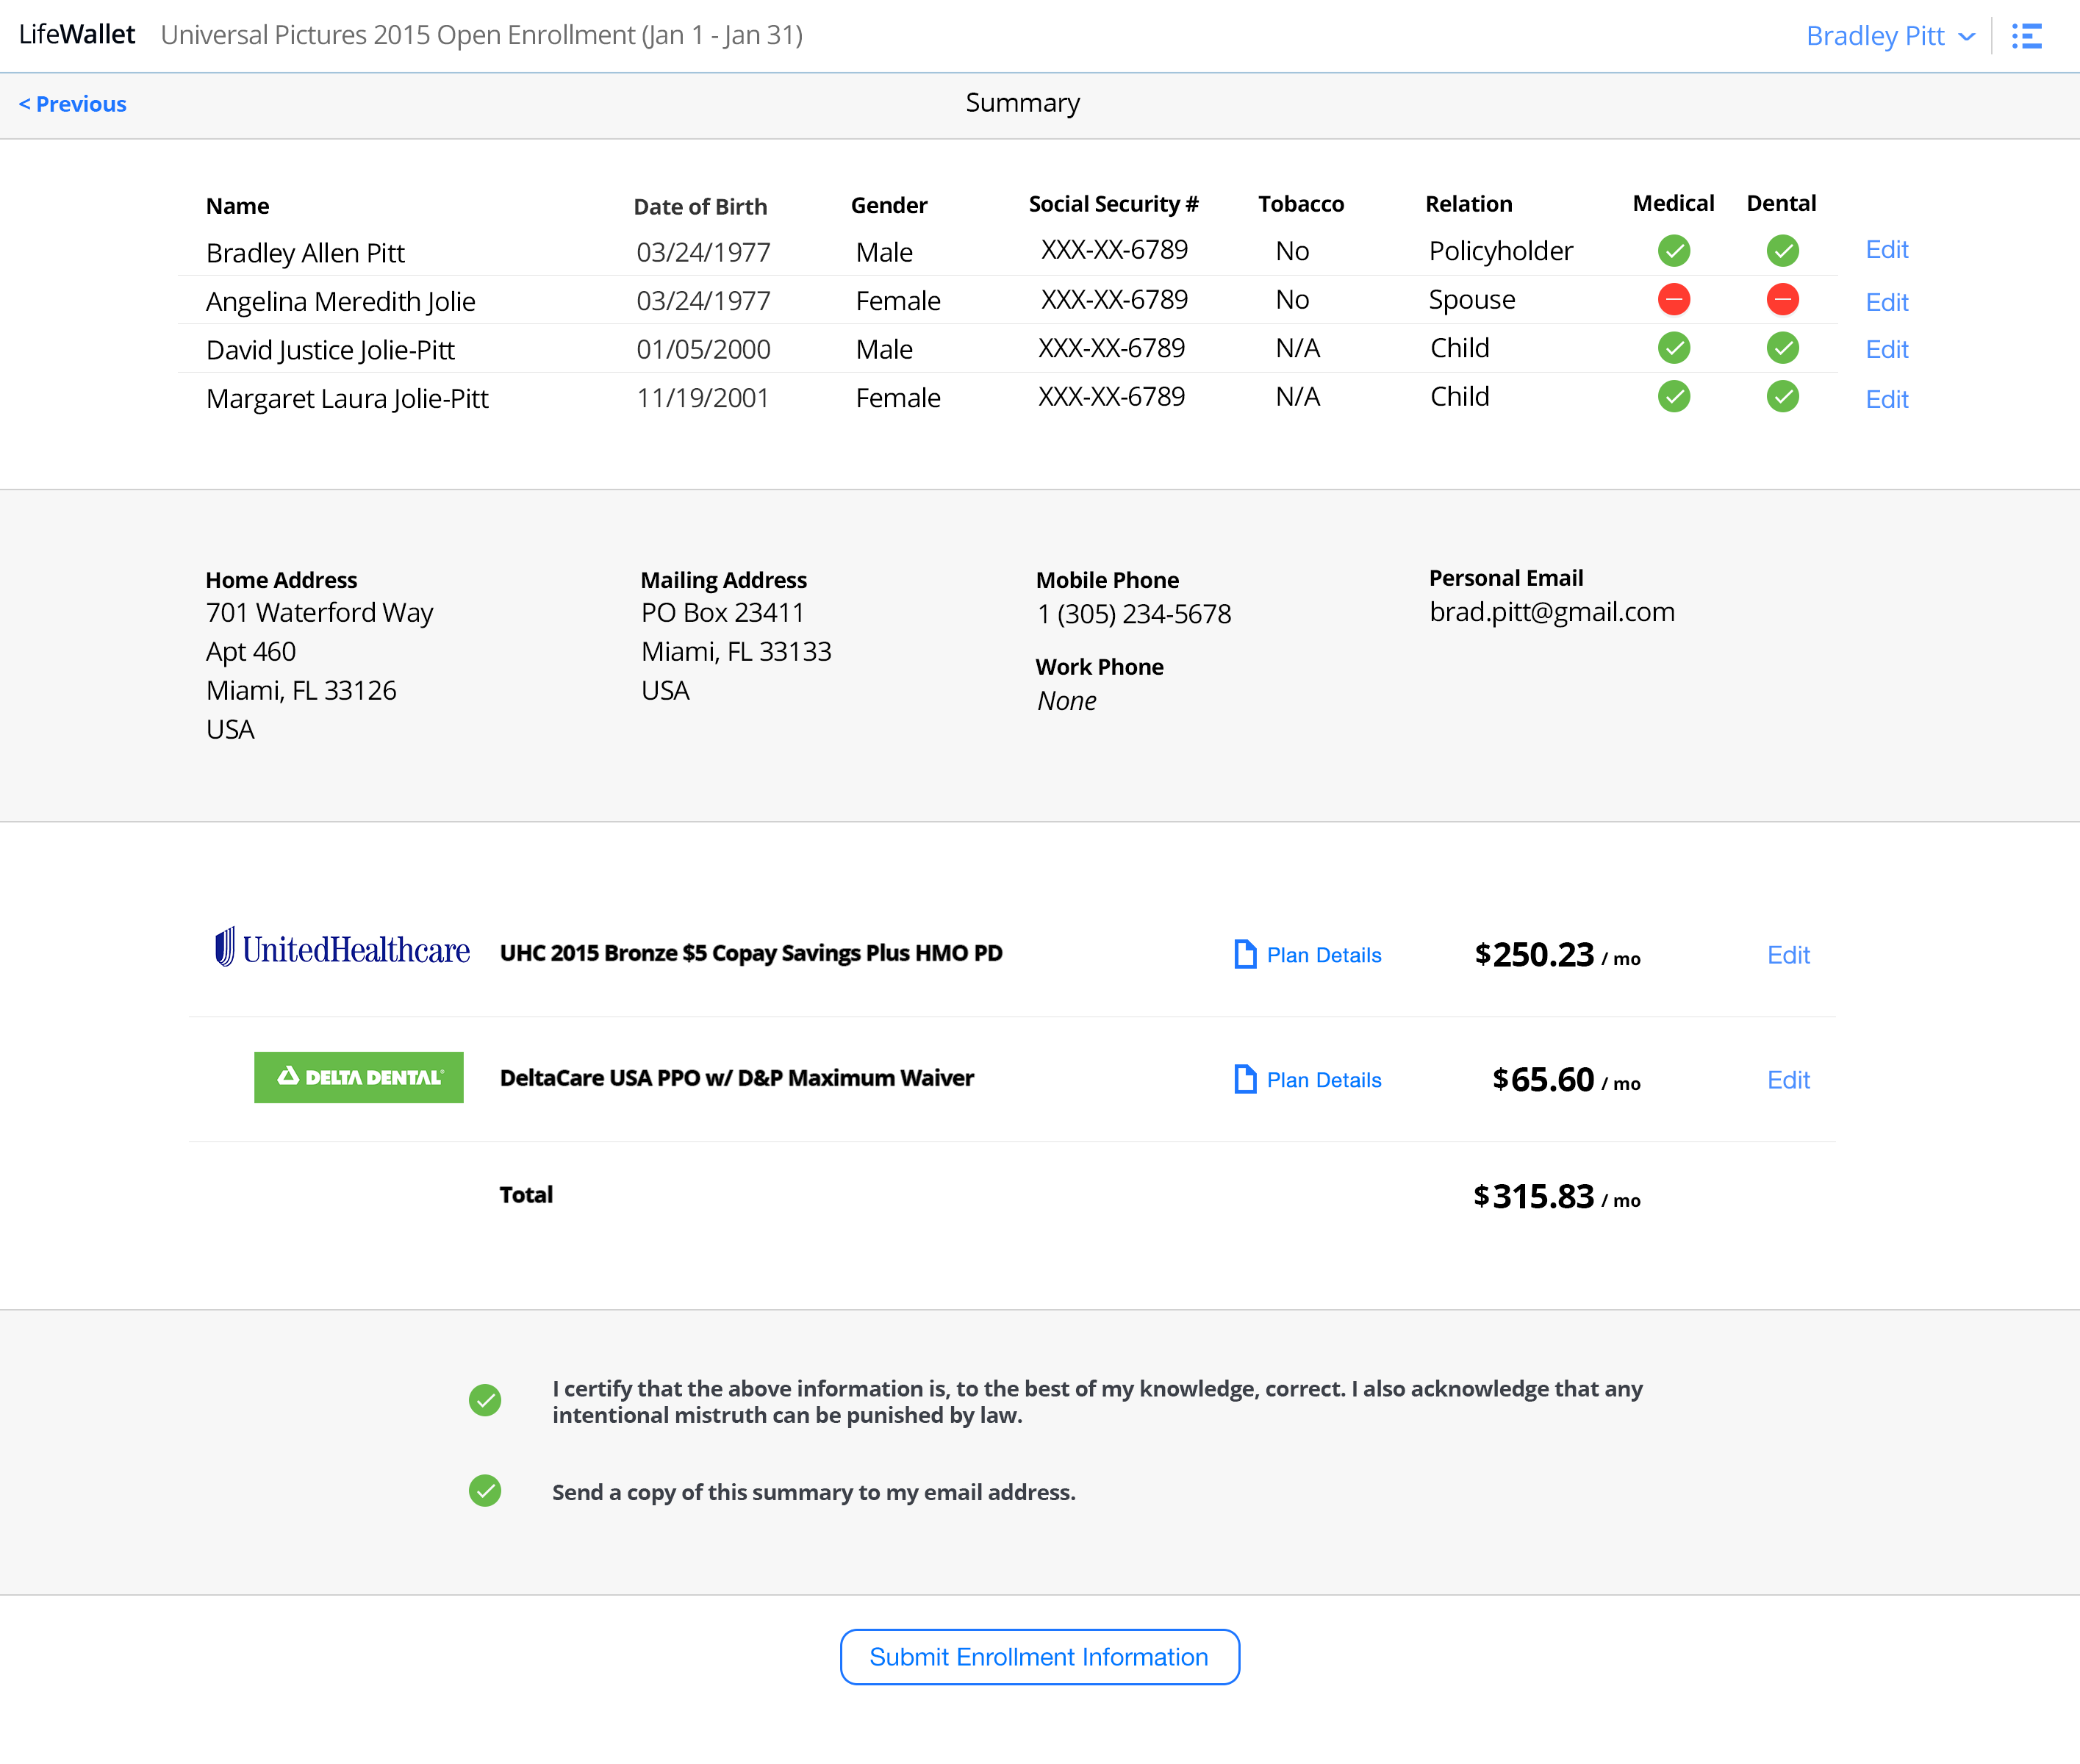 LifeWallet Universal Pictures 2015 Open Enrollment (Jan 1 - Jan 31) Bradley Pitt
< Previous Summary
Name Date of Birth Gender Social Security # Tobacco Relation Medical Dental
Bradley Allen Pitt 03/24/1977 Male XXX-XX-6789 No Policyholder Edit
Angelina Meredith Jolie 03/24/1977 Female XXX-XX-6789 No Spouse Edit
David Justice Jolie-Pitt 01/05/2000 Male XXX-XX-6789 N/A Child Edit
Margaret Laura Jolie-Pitt 11/19/2001 Female XXX-XX-6789 N/A Child Edit
Home Address
701 Waterford Way
Apt 460
Miami, FL 33126
USA
Mailing Address
PO Box 23411
Miami, FL 33133
USA
Mobile Phone
1 (305) 234-5678
Work Phone
None
Personal Email
brad.pitt@gmail.com
UnitedHealthcare UHC 2015 Bronze $5 Copay Savings Plus HMO PD Plan Details $250.23 / mo Edit
DELTA DENTAL® DeltaCare USA PPO w/ D&P Maximum Waiver Plan Details $65.60 / mo Edit
Total $315.83 / mo
I certify that the above information is, to the best of my knowledge, correct. I also acknowledge that any
intentional mistruth can be punished by law.
Send a copy of this summary to my email address.
Submit Enrollment Information